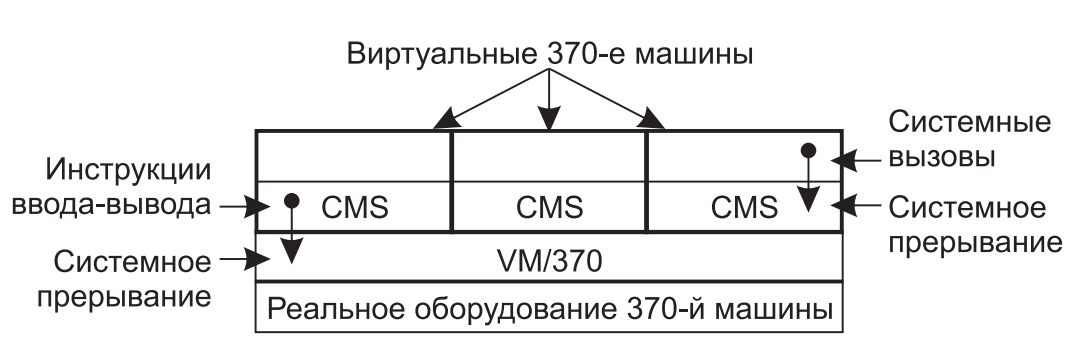 Виртуальные 370-е машины
Системные
вызовы
Инструкции
ввода-вывода
CMS
CMS
CMS
Системное
прерывание
Системное
прерывание
VM/370
Реальное оборудование 370-й машины